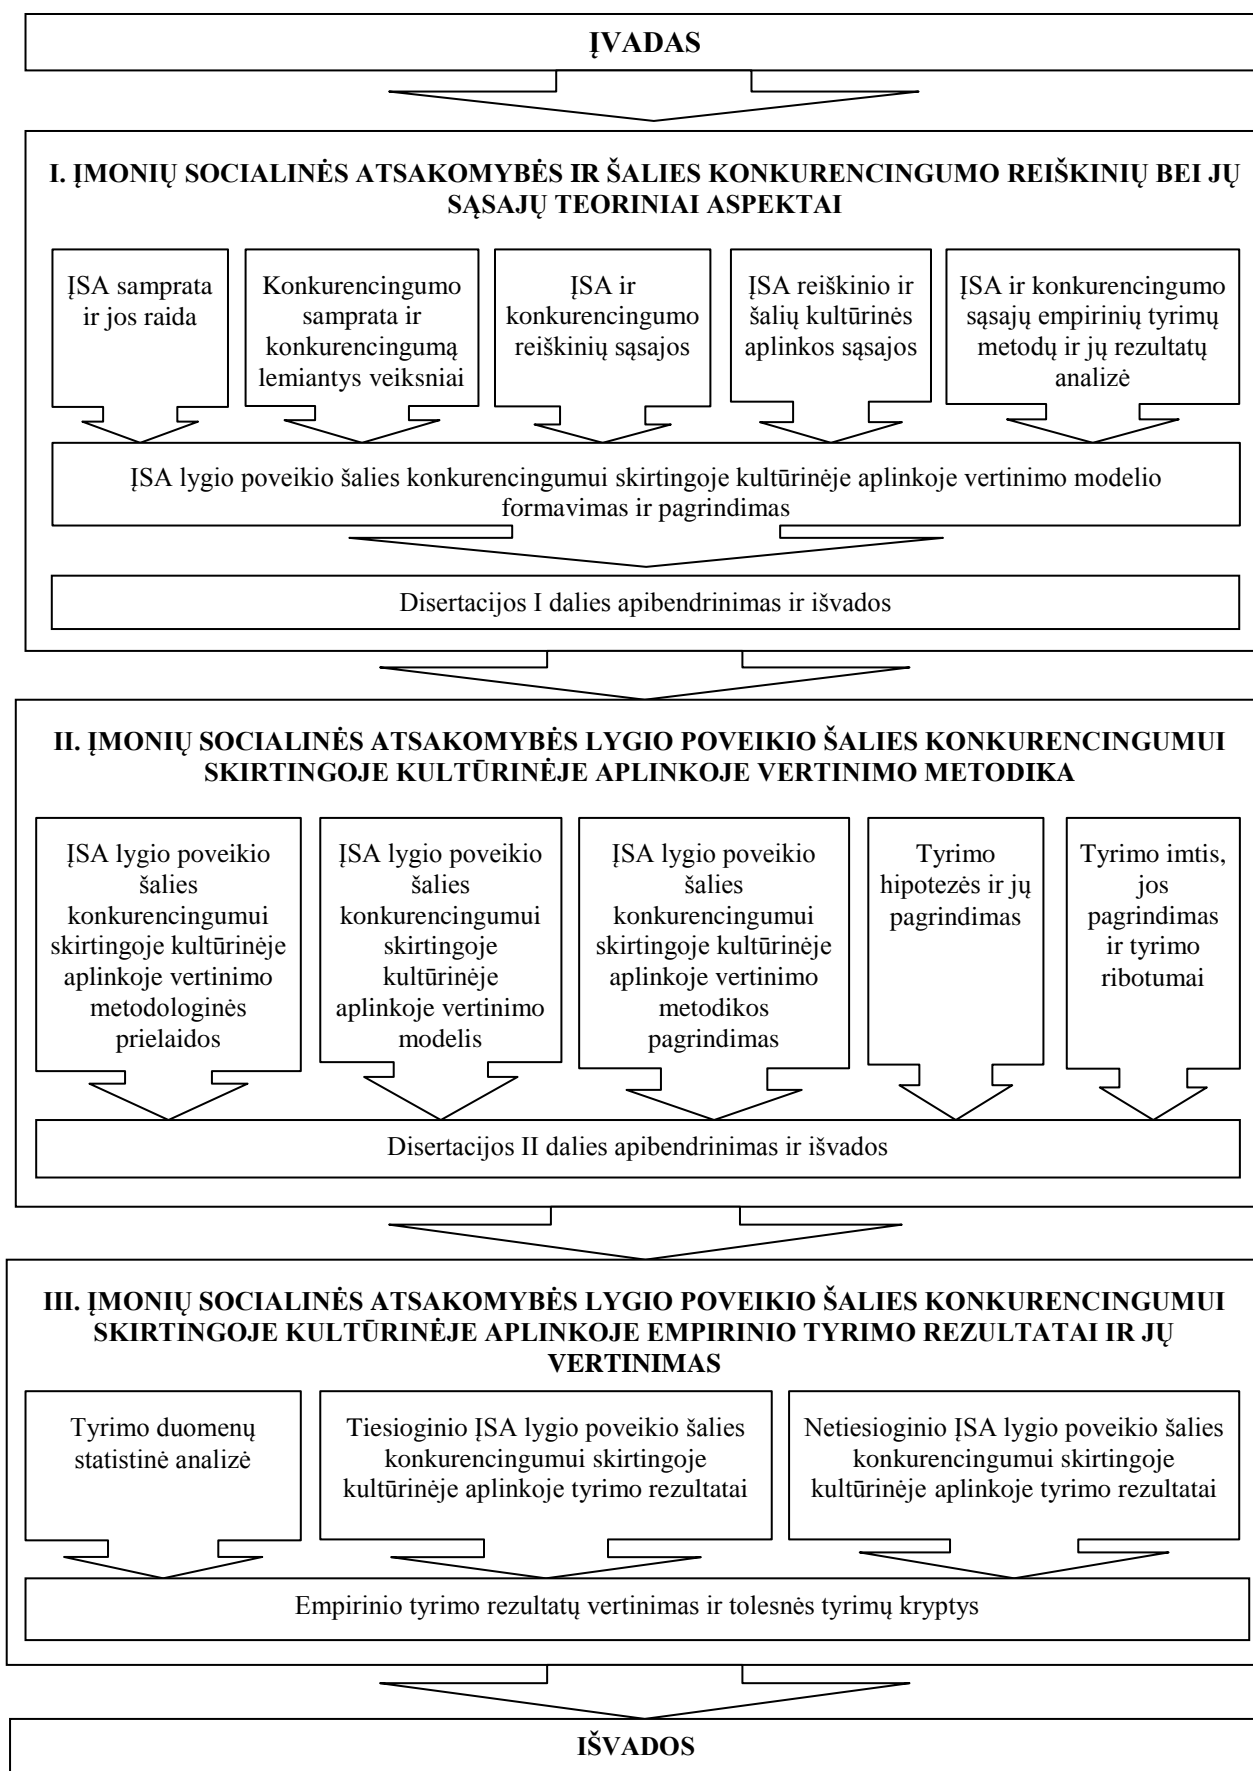 ĮVADAS
I. ĮMONIŲ SOCIALINĖS ATSAKOMYBĖS IR ŠALIES KONKURENCINGUMO REIŠKINIŲ BEI JŲ
SĄSAJŲ TEORINIAI ASPEKTAI
ĮSA samprata
ir jos raida
Konkurencingumo
samprata ir
konkurencingumą
lemiantys veiksniai
ĮSA ir
konkurencingumo
reiškinių sąsajos
ĮSA reiškinio ir
šalių kultūrinės
aplinkos sąsajos
ĮSA ir konkurencingumo
sąsajų empirinių tyrimų
metodų ir jų rezultatų
analizė
ĮSA lygio poveikio šalies konkurencingumui skirtingoje kultūrinėje aplinkoje vertinimo modelio
formavimas ir pagrindimas
Disertacijos I dalies apibendrinimas ir išvados
II. ĮMONIŲ SOCIALINĖS ATSAKOMYBĖS LYGIO POVEIKIO ŠALIES KONKURENCINGUMUI
SKIRTINGOJE KULTŪRINĖJE APLINKOJE VERTINIMO METODIKA
ĮSA lygio poveikio
šalies
konkurencingumui
skirtingoje kultūrinėje
aplinkoje vertinimo
metodologinės
prielaidos
ĮSA lygio poveikio
šalies
konkurencingumui
skirtingoje
kultūrinėje
aplinkoje vertinimo
modelis
ĮSA lygio poveikio
šalies
konkurencingumui
skirtingoje kultūrinėje
aplinkoje vertinimo
metodikos
pagrindimas
Tyrimo
hipotezės ir jų
pagrindimas
Tyrimo imtis,
jos
pagrindimas
ir tyrimo
ribotumai
Disertacijos II dalies apibendrinimas ir išvados
III. ĮMONIŲ SOCIALINĖS ATSAKOMYBĖS LYGIO POVEIKIO ŠALIES KONKURENCINGUMUI
SKIRTINGOJE KULTŪRINĖJE APLINKOJE EMPIRINIO TYRIMO REZULTATAI IR JŲ
VERTINIMAS
Tyrimo duomenų
statistinė analizė
Tiesioginio ĮSA lygio poveikio šalies
konkurencingumui skirtingoje
kultūrinėje aplinkoje tyrimo rezultatai
Netiesioginio ĮSA lygio poveikio šalies
konkurencingumui skirtingoje
kultūrinėje aplinkoje tyrimo rezultatai
Empirinio tyrimo rezultatų vertinimas ir tolesnės tyrimų kryptys
IŠVADOS